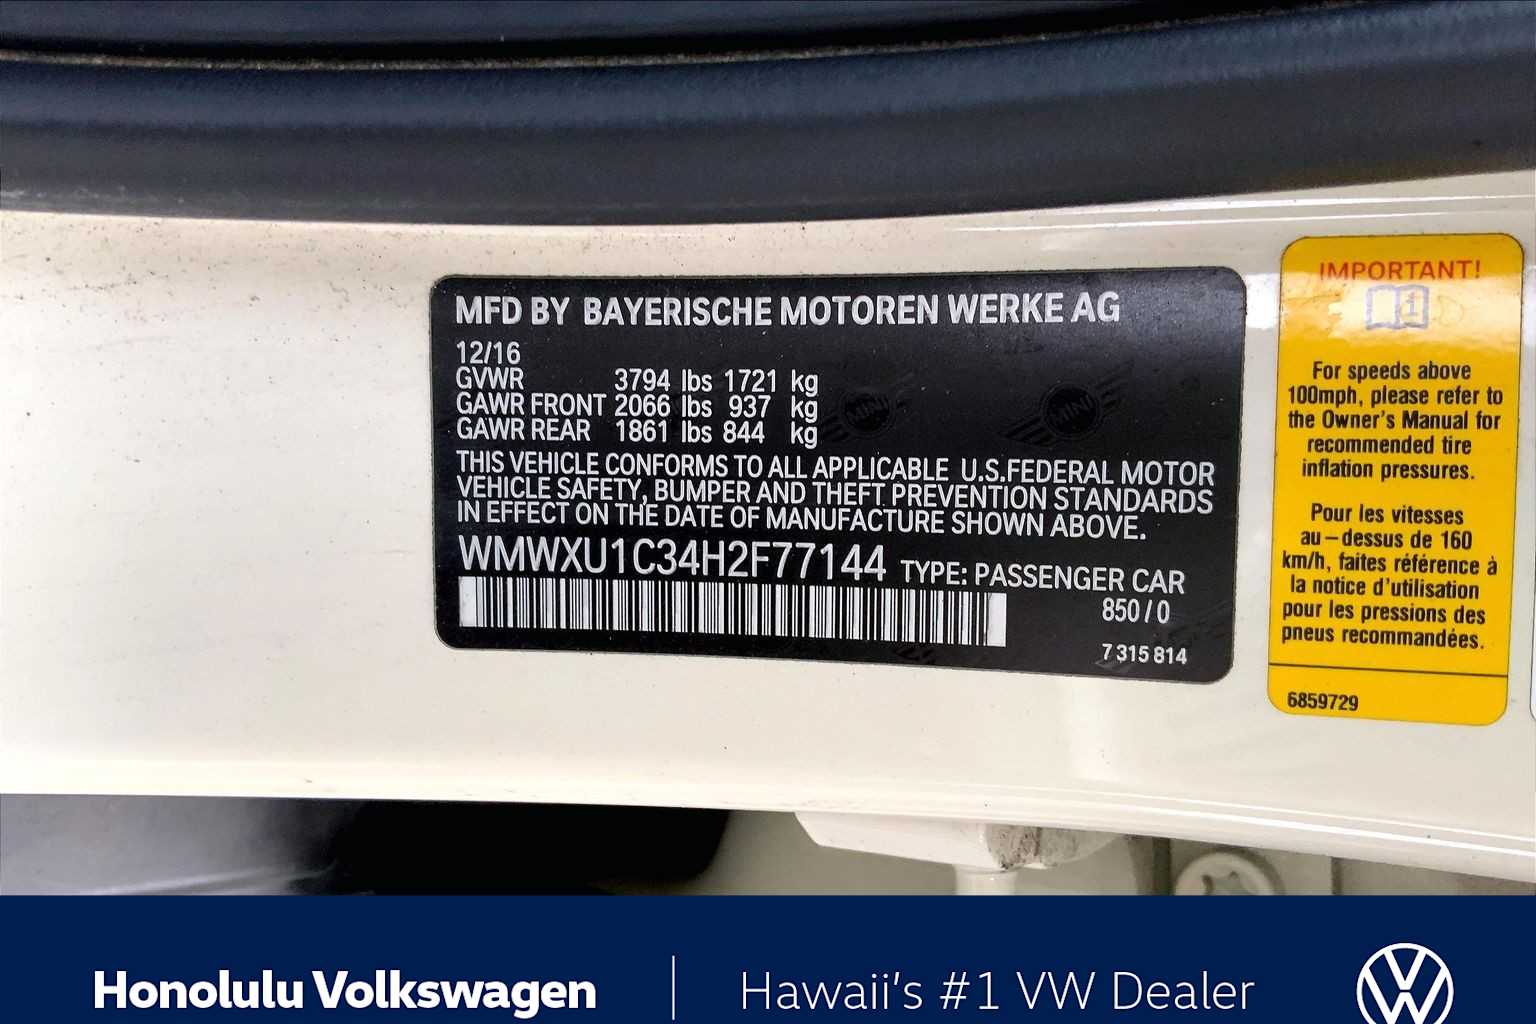 MFD BY BAYERISCHE MOTOREN WERKE AG
12/16
GVWR 3794 lbs 1721 kg
GAWR FRONT 2066 lbs 937 kg
GAWR REAR 1861 lbs 844 kg
MINI MINI
THIS VEHICLE CONFORMS TO ALL APPLICABLE U.S.FEDERAL MOTOR
VEHICLE SAFETY, BUMPER AND THEFT PREVENTION STANDARDS
IN EFFECT ON THE DATE OF MANUFACTURE SHOWN ABOVE.
WMWXU1C34H2F77144 TYPE: PASSENGER CAR
850/0
7 315 814
IMPORTANT!
i
For speeds above
100mph, please refer to
the Owner's Manual for
recommended tire
inflation pressures.
Pour les vitesses
au-dessus de 160
km/h, faites référence à
la notice d'utilisation
pour les pressions des
pneus recommandées.
6859729
Honolulu Volkswagen
Hawaii's #1 VW Dealer